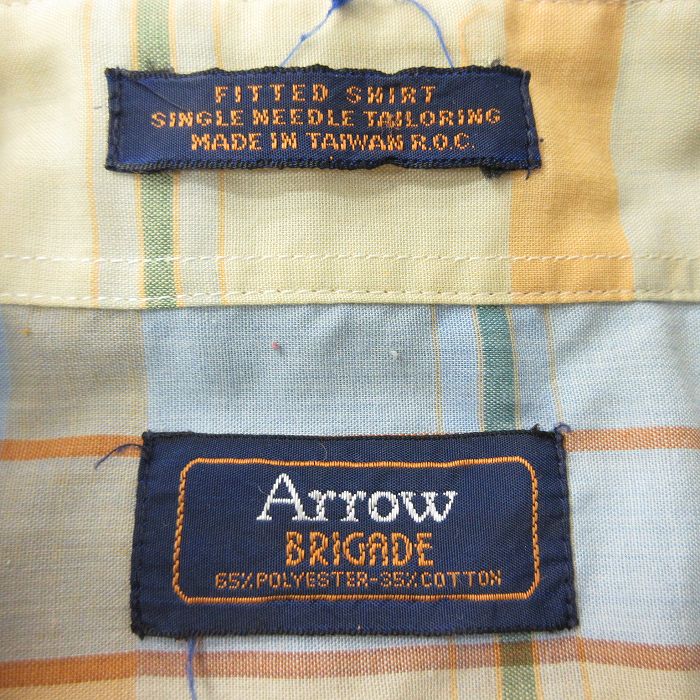 FITTED SHIRT
SINGLE NEEDLE TAILORING
MADE IN TAIWAN R.O.C.
Arrow
BRIGADE
65%POLYESTER-35%COTTON